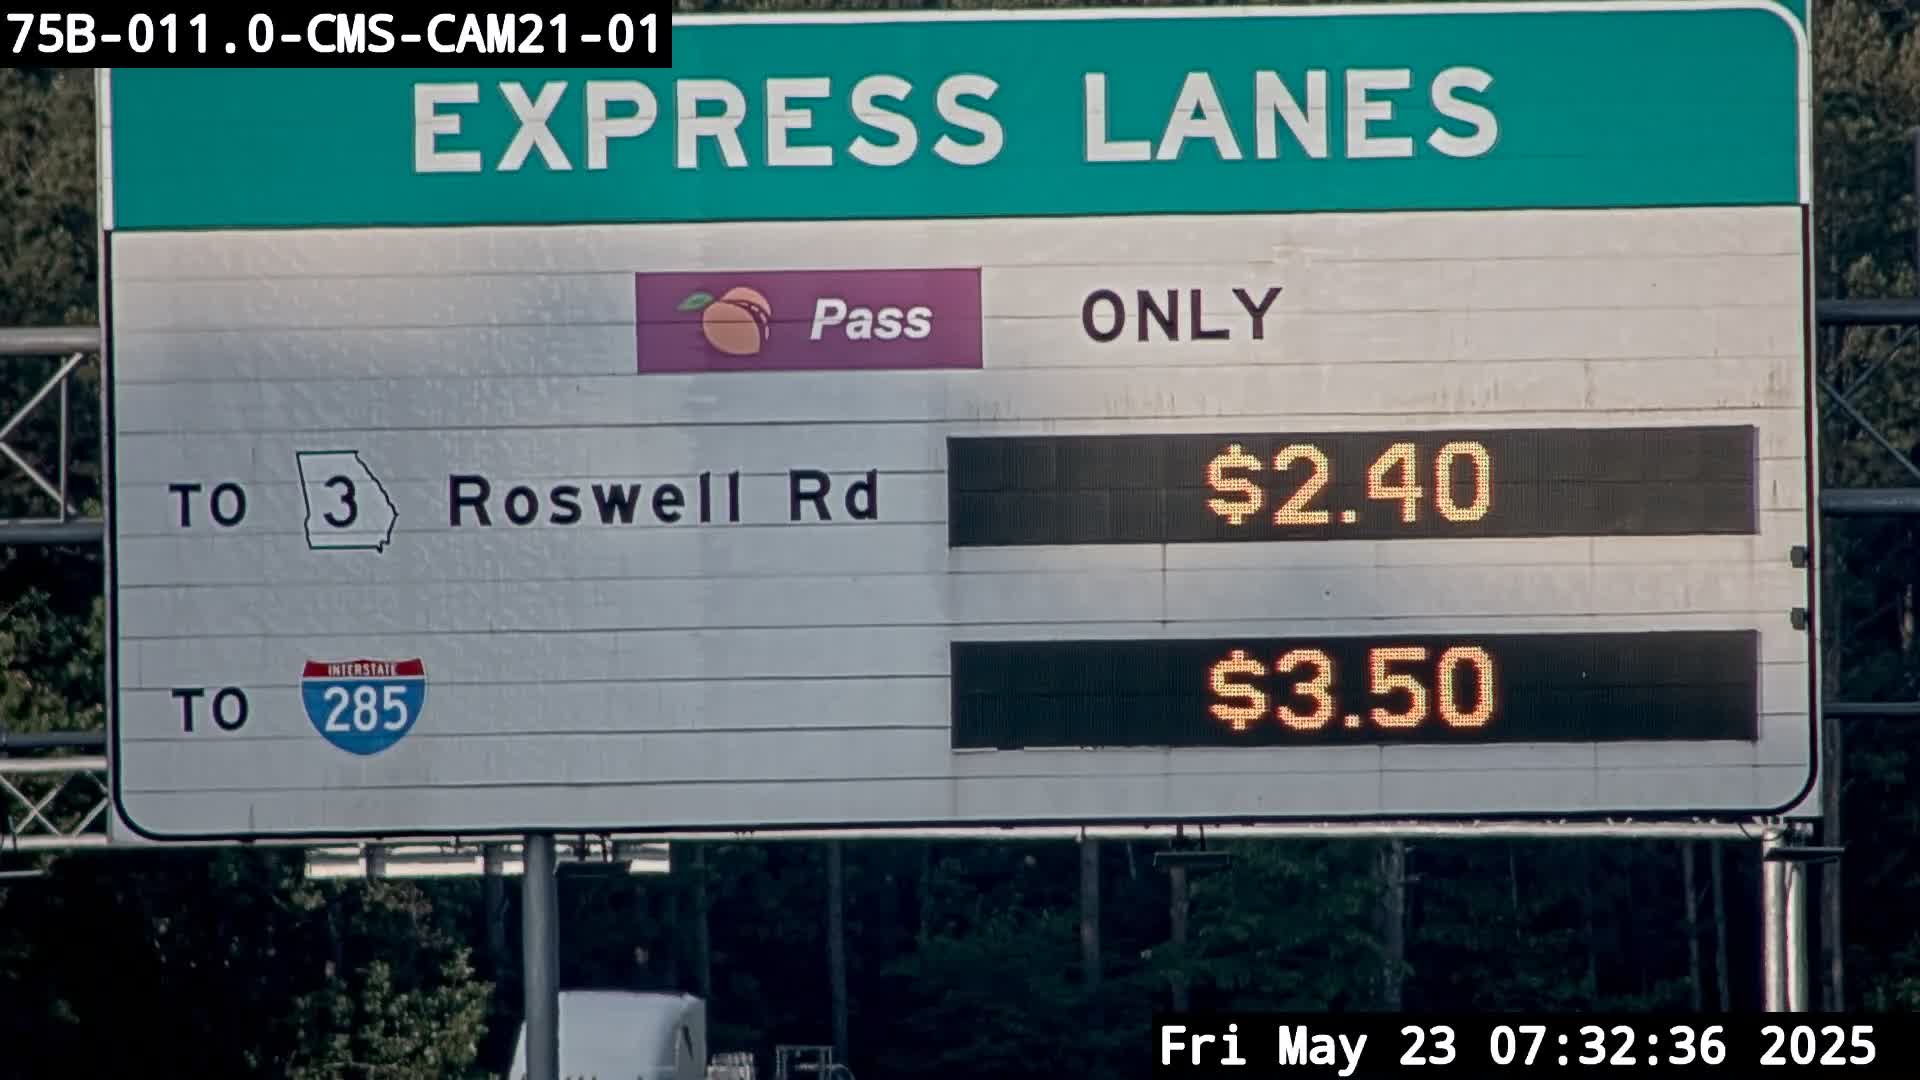 75B-011.0-CMS-CAM21-01
EXPRESS LANES
Pass ONLY
TO 3 Roswell Rd $2.40
TO INTERSTATE 285 $3.50
Fri May 23 07:32:36 2025